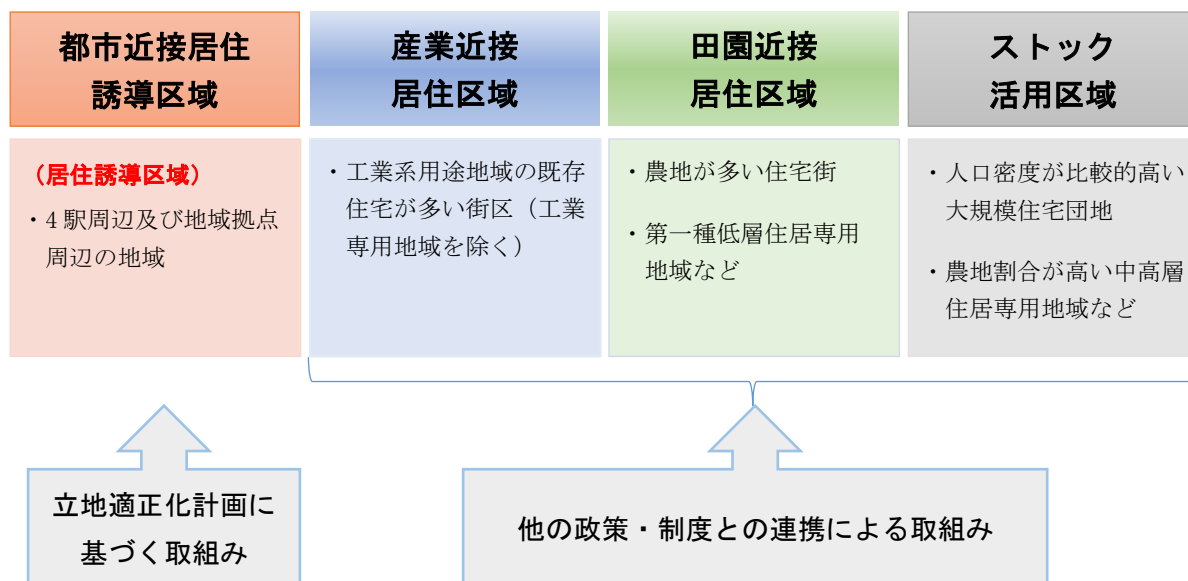 都市近接居住
誘導区域
（居住誘導区域）
・4 駅周辺及び地域拠点
周辺の地域
産業近接
居住区域
・工業系用途地域の既存
住宅が多い街区（工業
専用地域を除く）
田園近接
居住区域
・農地が多い住宅街
・第一種低層住居専用
地域など
ストック
活用区域
・人口密度が比較的高い
大規模住宅団地
・農地割合が高い中高層
住居専用地域など
立地適正化計画に
基づく取組み
他の政策・制度との連携による取組み